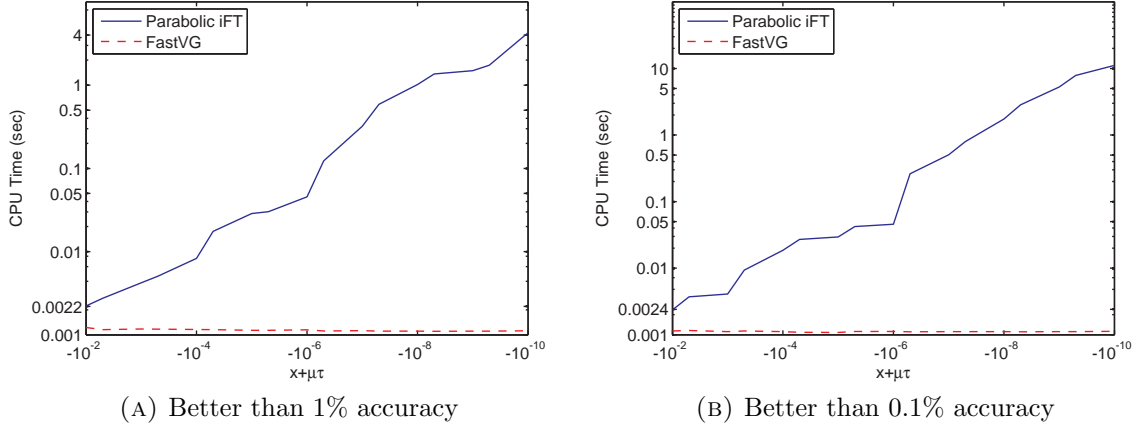 Parabolic iFT
FastVG
4
1
0.5
0.1
0.05
0.01
0.0022
0.001
CPU Time (sec)
-10^-2
-10^-4
-10^-6
-10^-8
-10^-10
x+μτ
(A) Better than 1% accuracy
Parabolic iFT
FastVG
10
5
1
0.5
0.1
0.05
0.01
0.0024
0.001
CPU Time (sec)
-10^-2
-10^-4
-10^-6
-10^-8
-10^-10
x+μτ
(B) Better than 0.1% accuracy